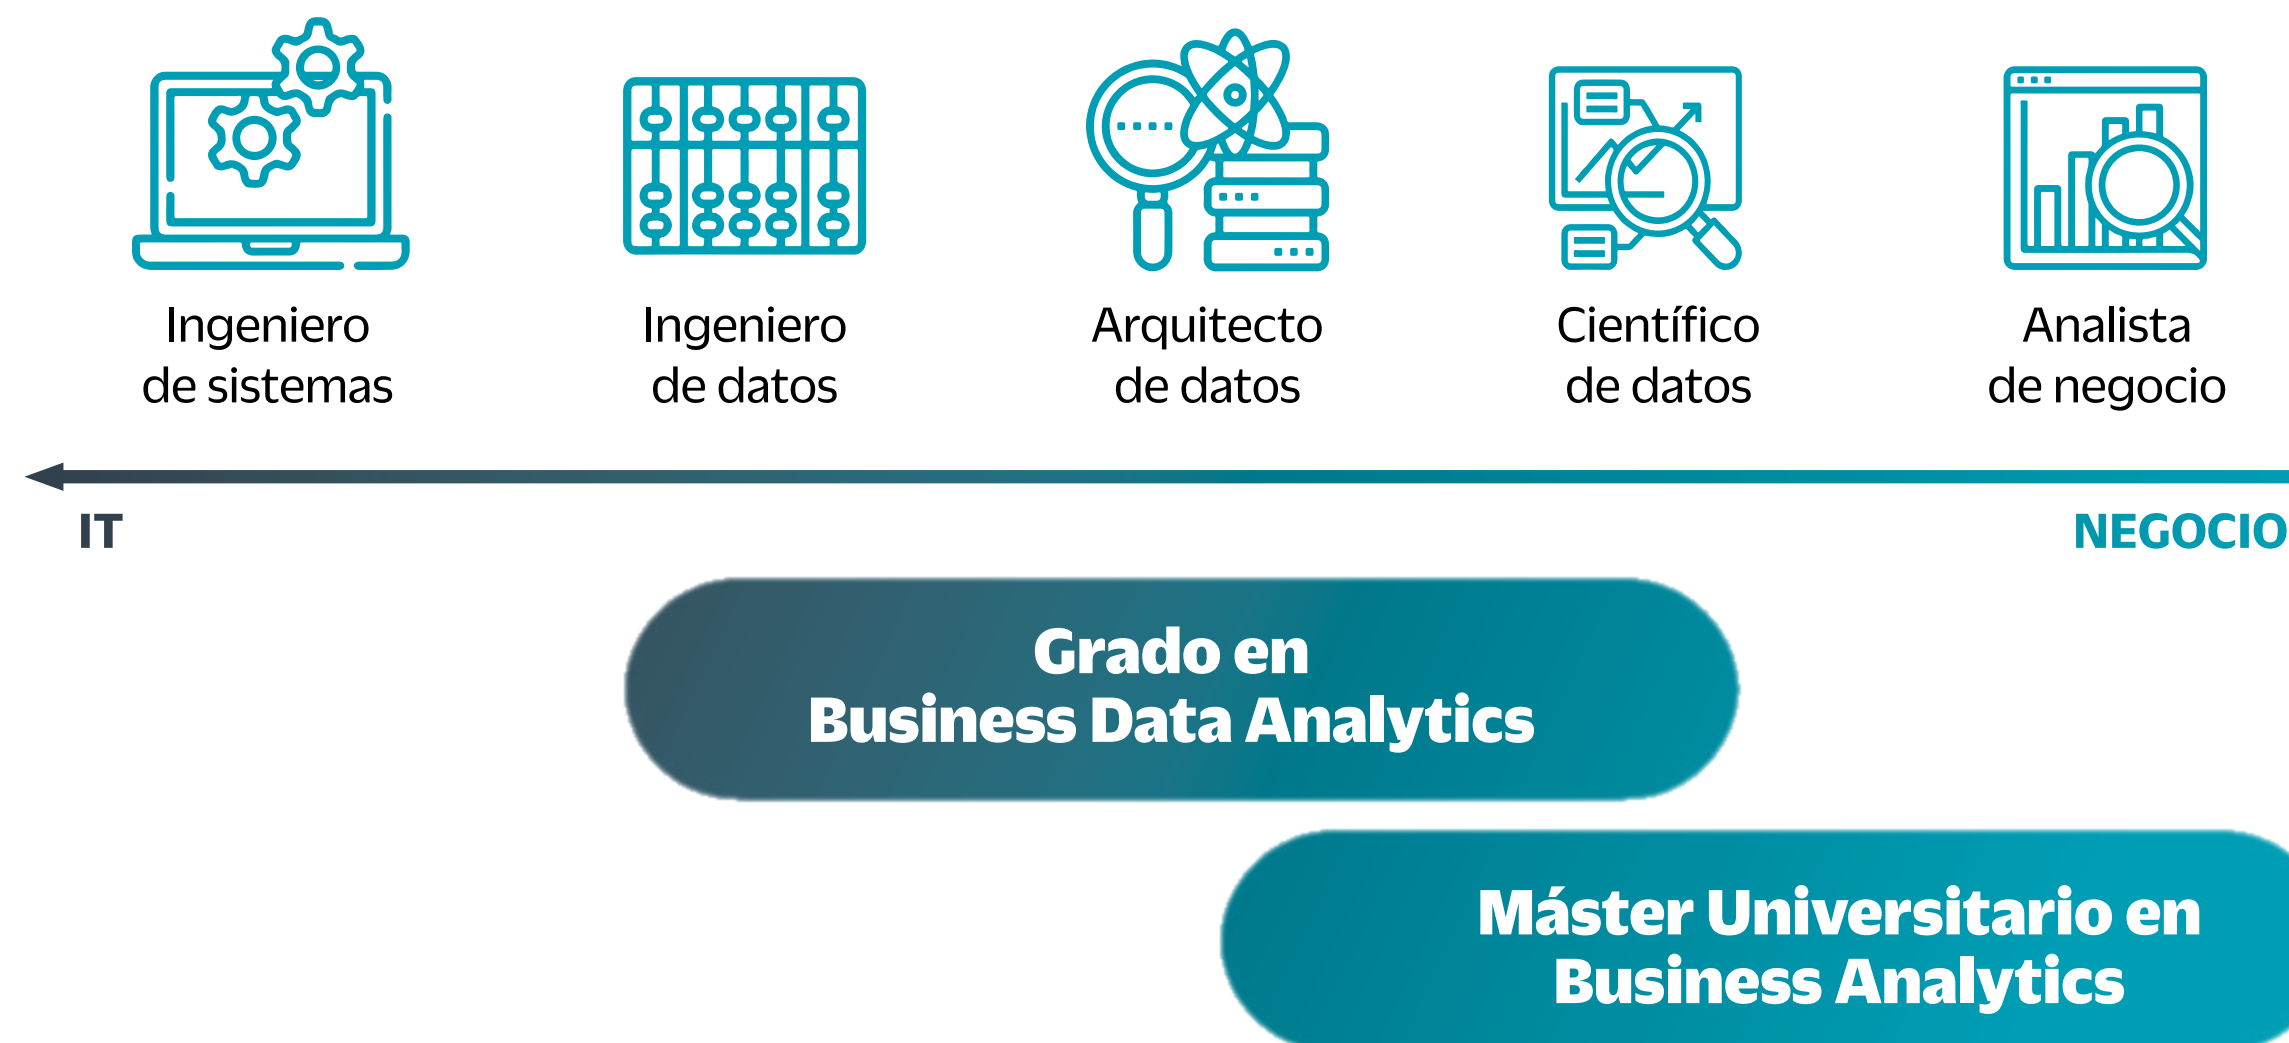 Ingeniero
de sistemas
Ingeniero
de datos
Arquitecto
de datos
Científico
de datos
Analista
de negocio
IT
NEGOCIO
Grado en
Business Data Analytics
Máster Universitario en
Business Analytics